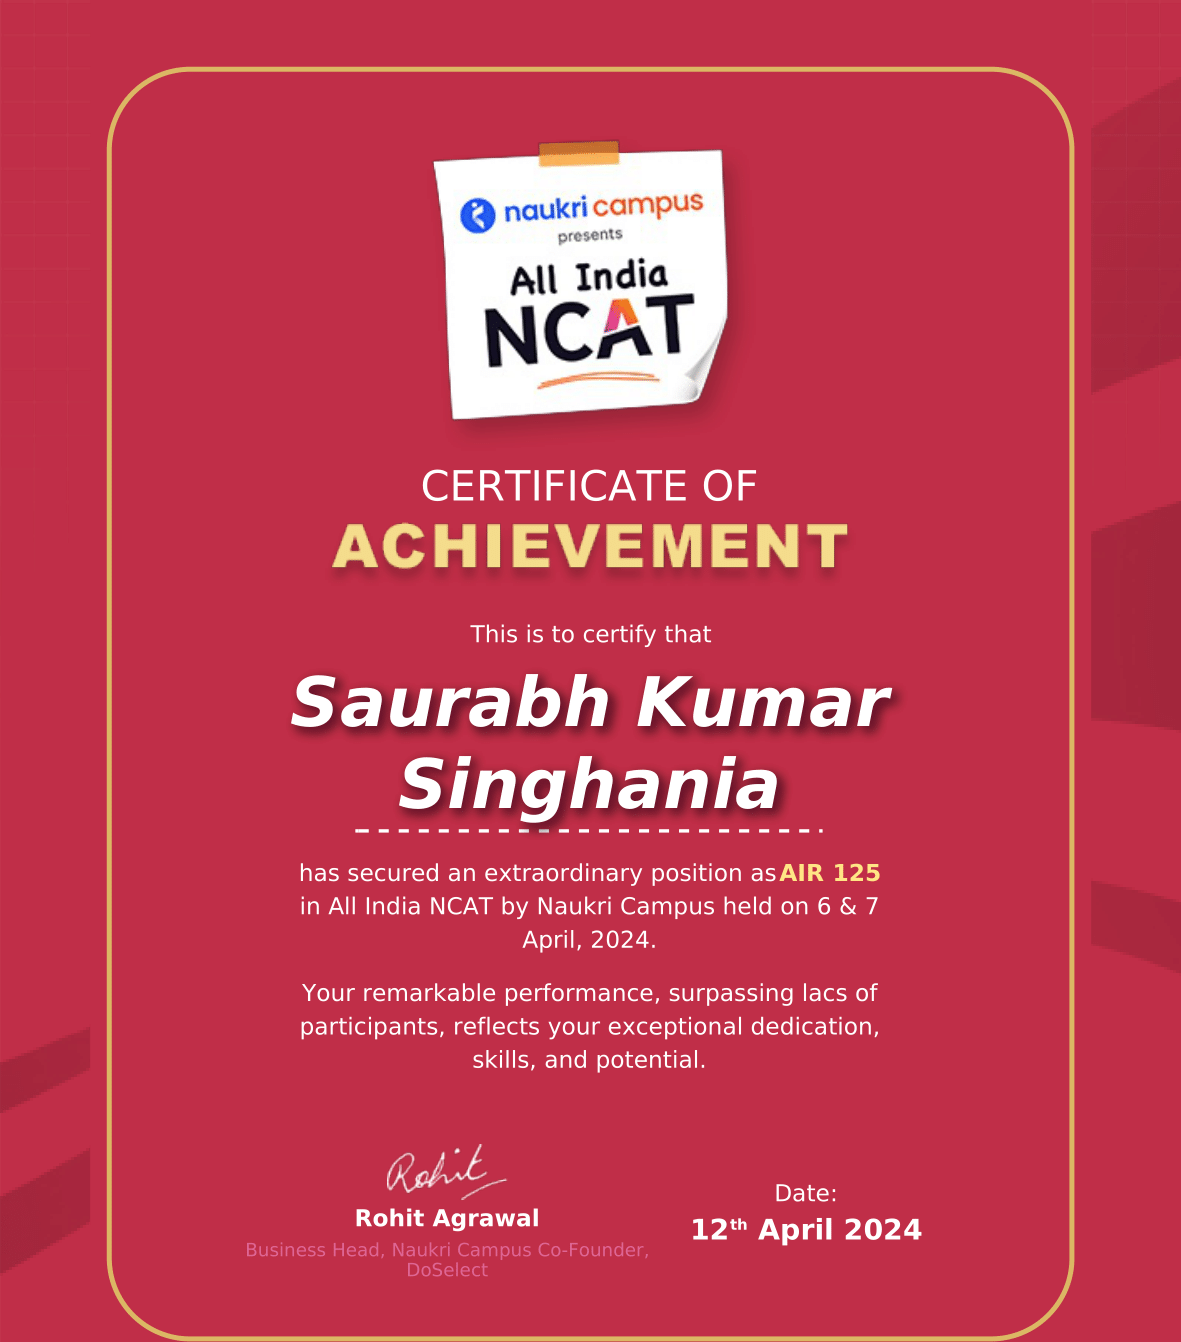 naukri campus
presents
All India
NCAT
CERTIFICATE OF
ACHIEVEMENT
This is to certify that
Saurabh Kumar
Singhania
has secured an extraordinary position as AIR 125
in All India NCAT by Naukri Campus held on 6 & 7
April, 2024.
Your remarkable performance, surpassing lacs of
participants, reflects your exceptional dedication,
skills, and potential.
Rohit
Rohit Agrawal
Business Head, Naukri Campus Co-Founder,
DoSelect
Date:
12th April 2024